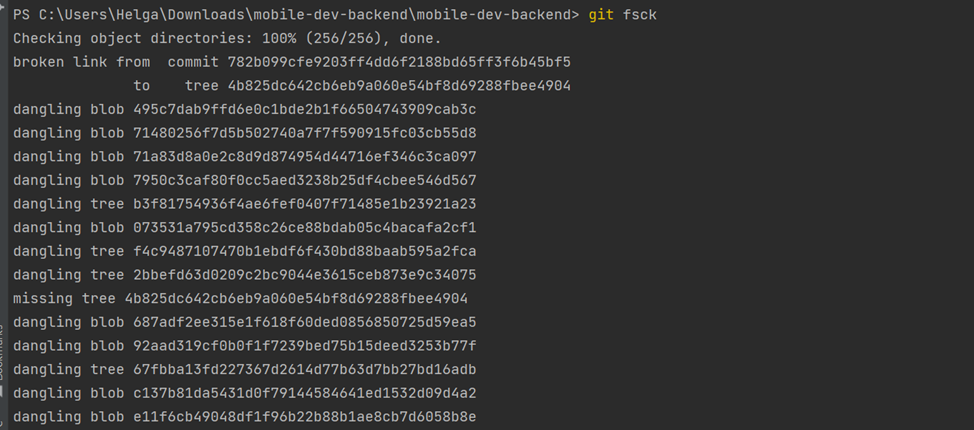 PS C:\Users\Helga\Downloads\mobile-dev-backend\mobile-dev-backend> git fsck
Checking object directories: 100% (256/256), done.
broken link from  commit 782b099cfe9203ff4dd6f2188bd65ff3f6b45bf5
              to    tree 4b825dc642cb6eb9a060e54bf8d69288fbee4904
dangling blob 495c7dab9ffd6e0c1bde2b1f66504743909cab3c
dangling blob 71480256f7d5b502740a7f7f590915fc03cb55d8
dangling blob 71a83d8a0e2c8d9d874954d44716ef346c3ca097
dangling blob 7950c3caf80f0cc5aed3238b25df4cbee546d567
dangling tree b3f81754936f4ae6fef0407f71485e1b23921a23
dangling blob 073531a795cd358c26ce88bdab05c4bacafa2cf1
dangling tree f4c9487107470b1ebdf6f430bd88baab595a2fca
dangling tree 2bbefd63d0209c2bc9044e3615ceb873e9c34075
missing tree 4b825dc642cb6eb9a060e54bf8d69288fbee4904
dangling blob 687adf2ee315e1f618f60ded0856850725d59ea5
dangling blob 92aad319cf0b0f1f7239bed75b15deed3253b77f
dangling tree 67fbba13fd227367d2614d77b63d7bb27bd16adb
dangling blob c137b81da5431d0f79144584641ed1532d09d4a2
dangling blob e11f6cb49048df1f96b22b88b1ae8cb7d6058b8e